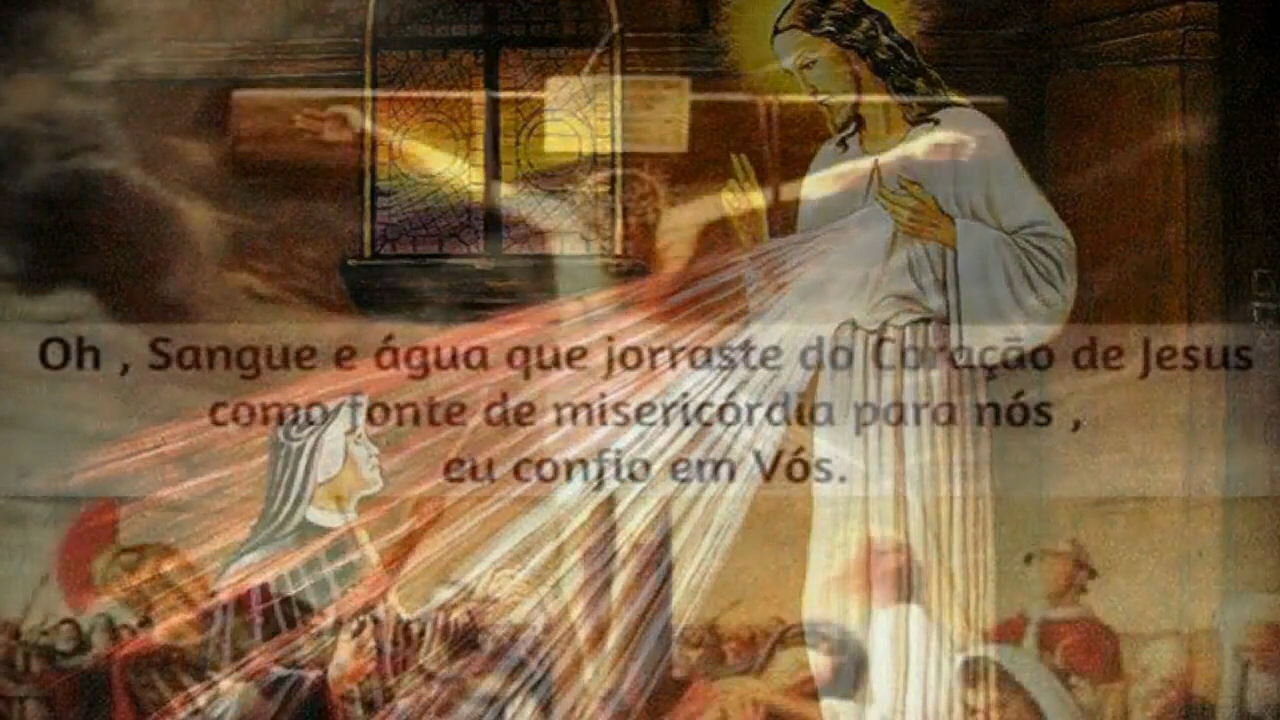 Oh , Sangue e água que jorraste do Coração de Jesus
como fonte de misericórdia para nós ,
eu confio em Vós.